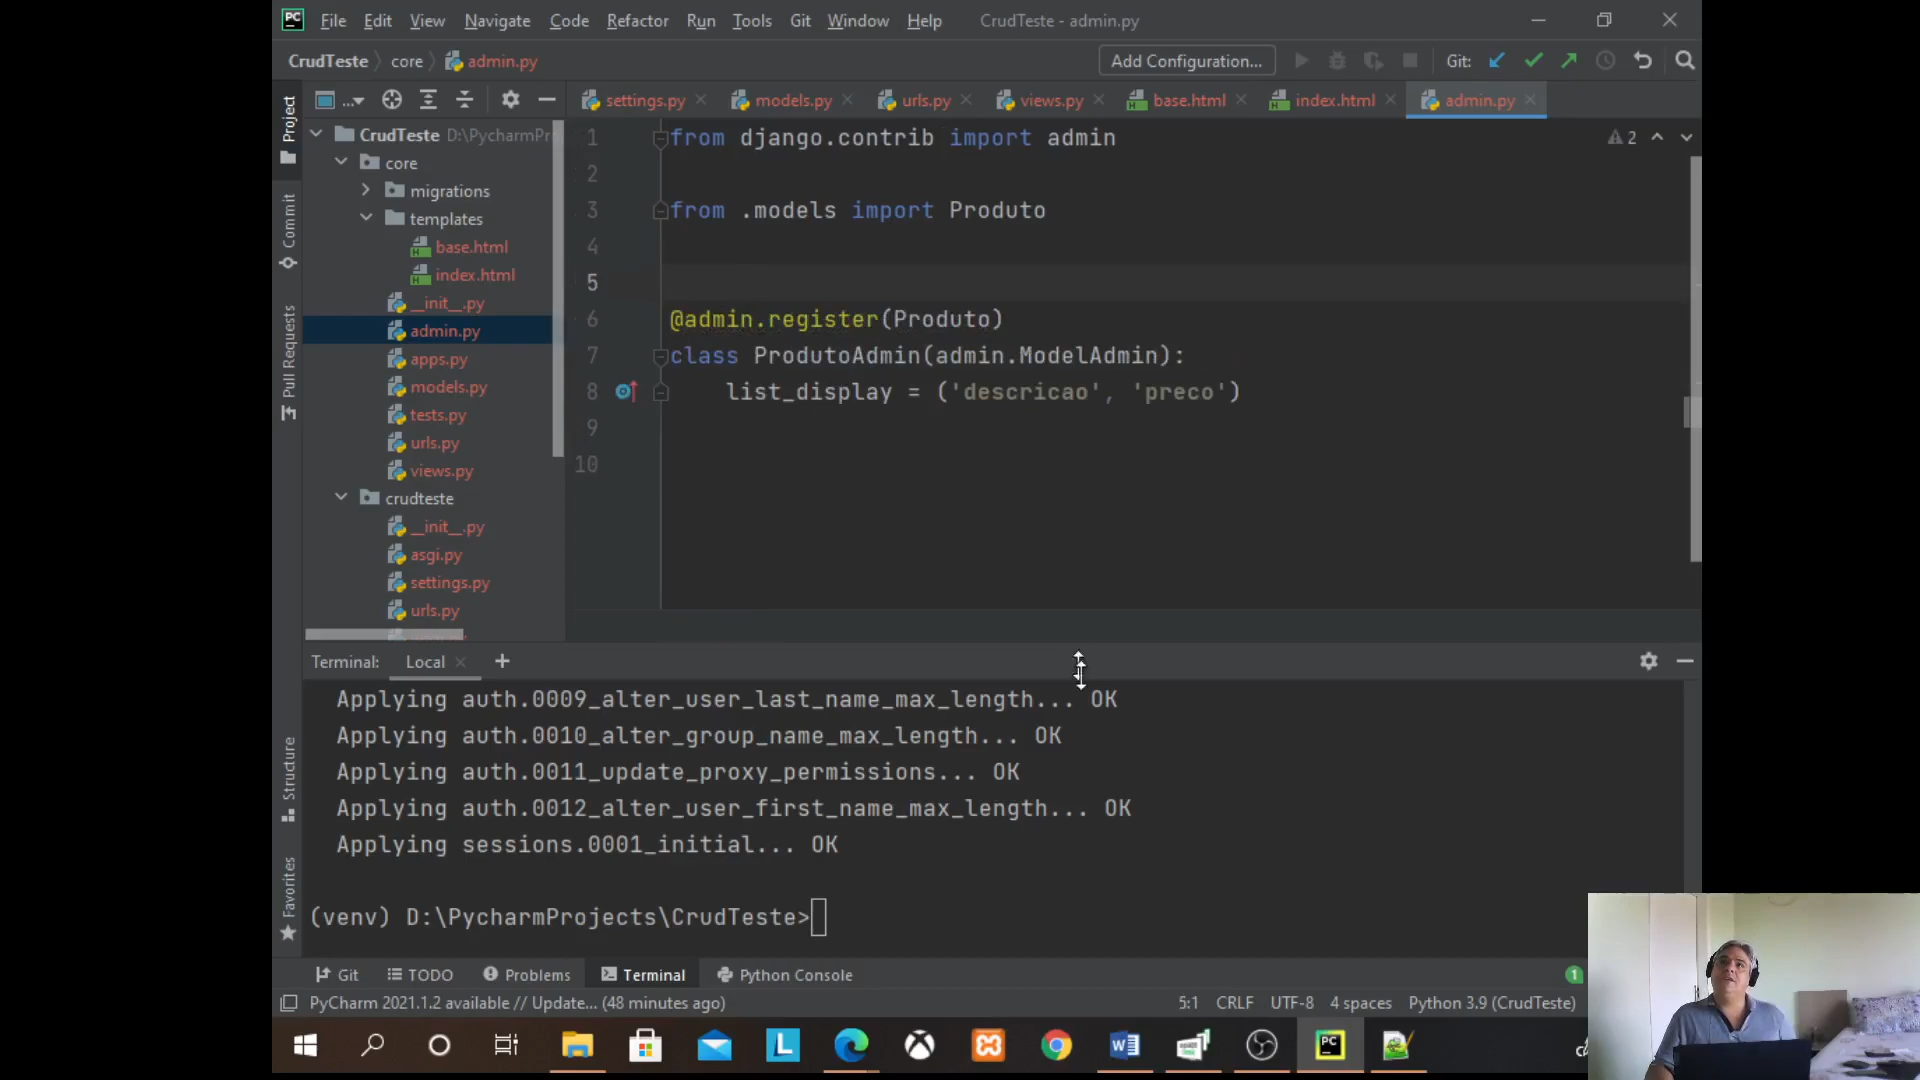 PC File Edit View Navigate Code Refactor Run Tools Git Window Help CrudTeste - admin.py
CrudTeste core admin.py Add Configuration... Git:
... settings.py models.py urls.py views.py base.html index.html admin.py
Project
Commit
Pull Requests
Structure
Favorites
CrudTeste D:\PycharmPr
core
migrations
templates
base.html
index.html
__init__.py
admin.py
apps.py
models.py
tests.py
urls.py
views.py
crudteste
__init__.py
asgi.py
settings.py
urls.py
1 from django.contrib import admin
2
3 from .models import Produto
4
5
6 @admin.register(Produto)
7 class ProdutoAdmin(admin.ModelAdmin):
8 list_display = ('descricao', 'preco')
9
10
2
Terminal: Local
Applying auth.0009_alter_user_last_name_max_length... OK
Applying auth.0010_alter_group_name_max_length... OK
Applying auth.0011_update_proxy_permissions... OK
Applying auth.0012_alter_user_first_name_max_length... OK
Applying sessions.0001_initial... OK
(venv) D:\PycharmProjects\CrudTeste>
Git TODO Problems Terminal Python Console 1
PyCharm 2021.1.2 available // Update... (48 minutes ago) 5:1 CRLF UTF-8 4 spaces Python 3.9 (CrudTeste)
L W PC